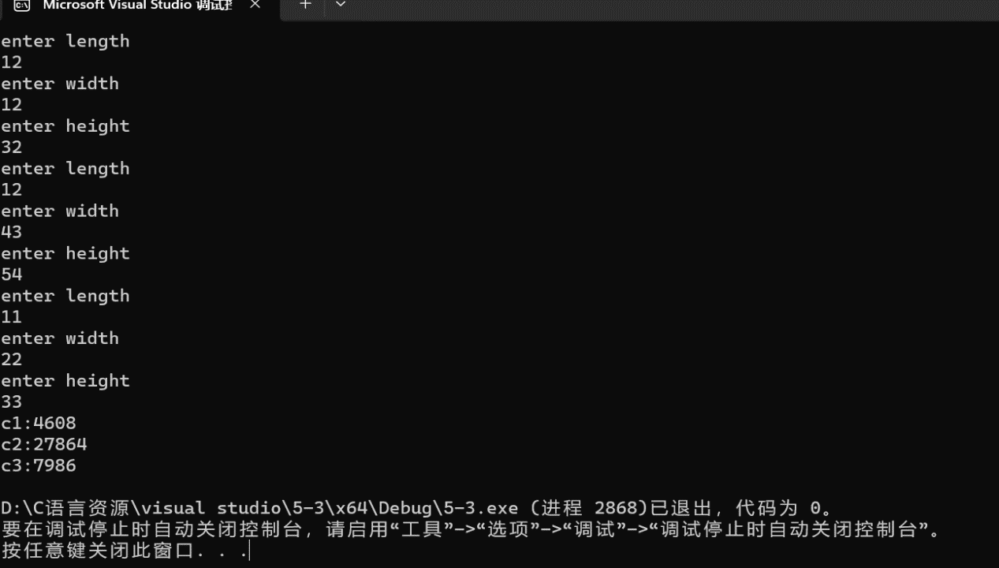 Microsoft Visual Studio 调试
enter length
12
enter width
12
enter height
32
enter length
12
enter width
43
enter height
54
enter length
11
enter width
22
enter height
33
c1:4608
c2:27864
c3:7986
D:\C语言资源\visual studio\5-3\x64\Debug\5-3.exe (进程 2868)已退出，代码为 0。
要在调试停止时自动关闭控制台，请启用“工具”->“选项”->“调试”->“调试停止时自动关闭控制台”。
按任意键关闭此窗口. . .